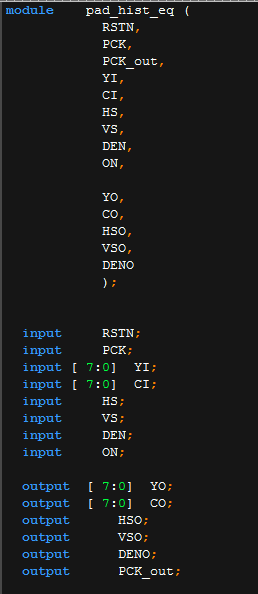 module pad_hist_eq (
RSTN,
PCK,
PCK_out,
YI,
CI,
HS,
VS,
DEN,
ON,
YO,
CO,
HSO,
VSO,
DENO
);
input RSTN;
input PCK;
input [ 7:0] YI;
input [ 7:0] CI;
input HS;
input VS;
input DEN;
input ON;
output [ 7:0] YO;
output [ 7:0] CO;
output HSO;
output VSO;
output DENO;
output PCK_out;